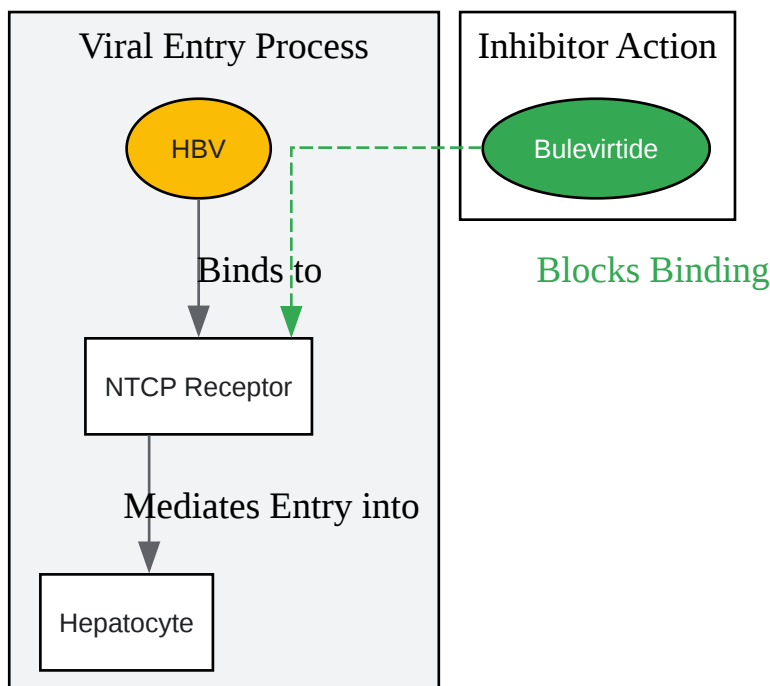 Viral Entry Process
Inhibitor Action
HBV
Bulevirtide
Binds to
Blocks Binding
NTCP Receptor
Mediates Entry into
Hepatocyte